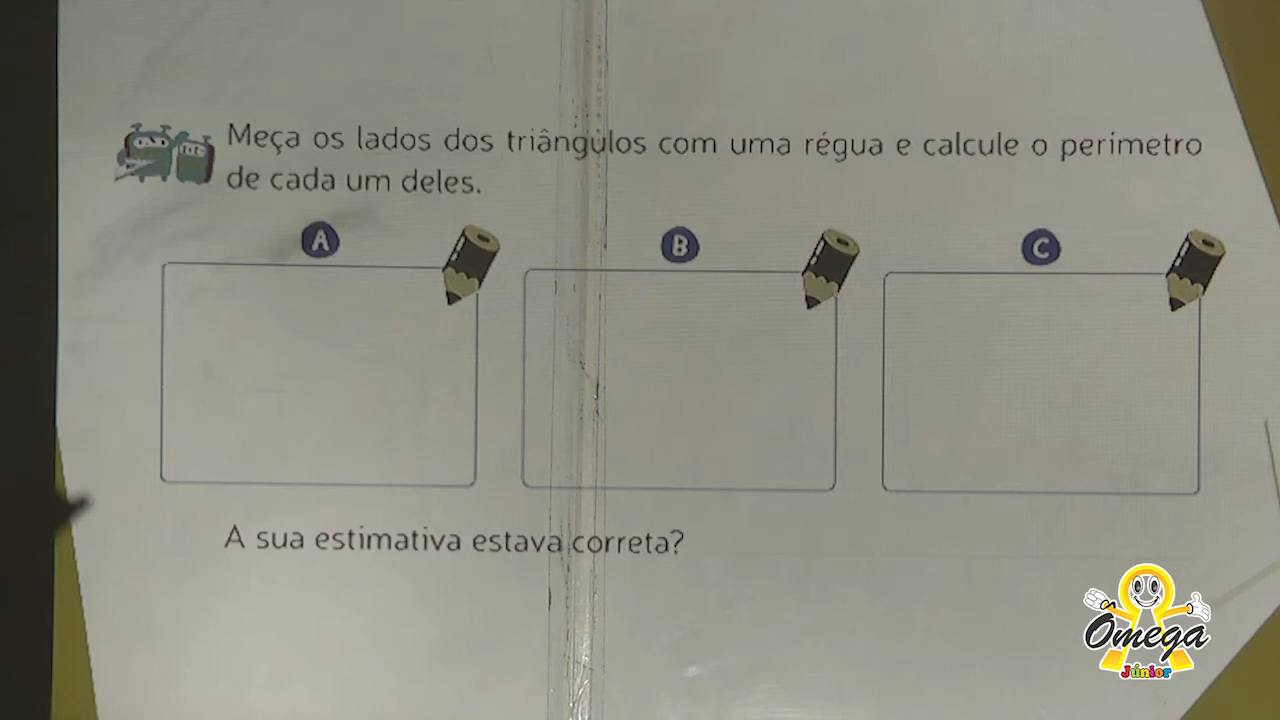 Meça os lados dos triângulos com uma régua e calcule o perímetro
de cada um deles.
A
B
C
A sua estimativa estava correta?
Ômega
Júnior